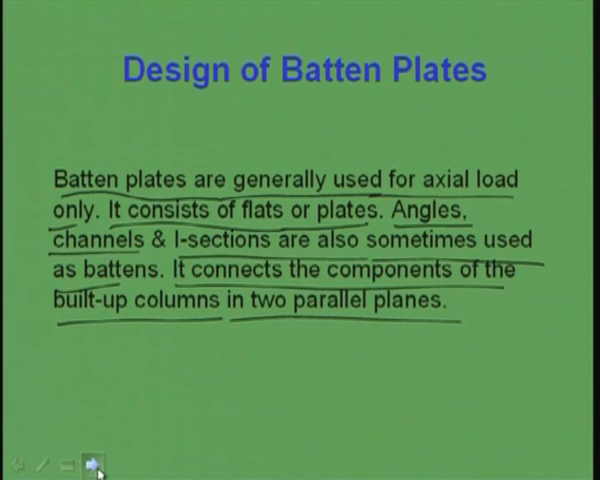 Design of Batten Plates
Batten plates are generally used for axial load
only. It consists of flats or plates. Angles,
channels & I-sections are also sometimes used
as battens. It connects the components of the
built-up columns in two parallel planes.